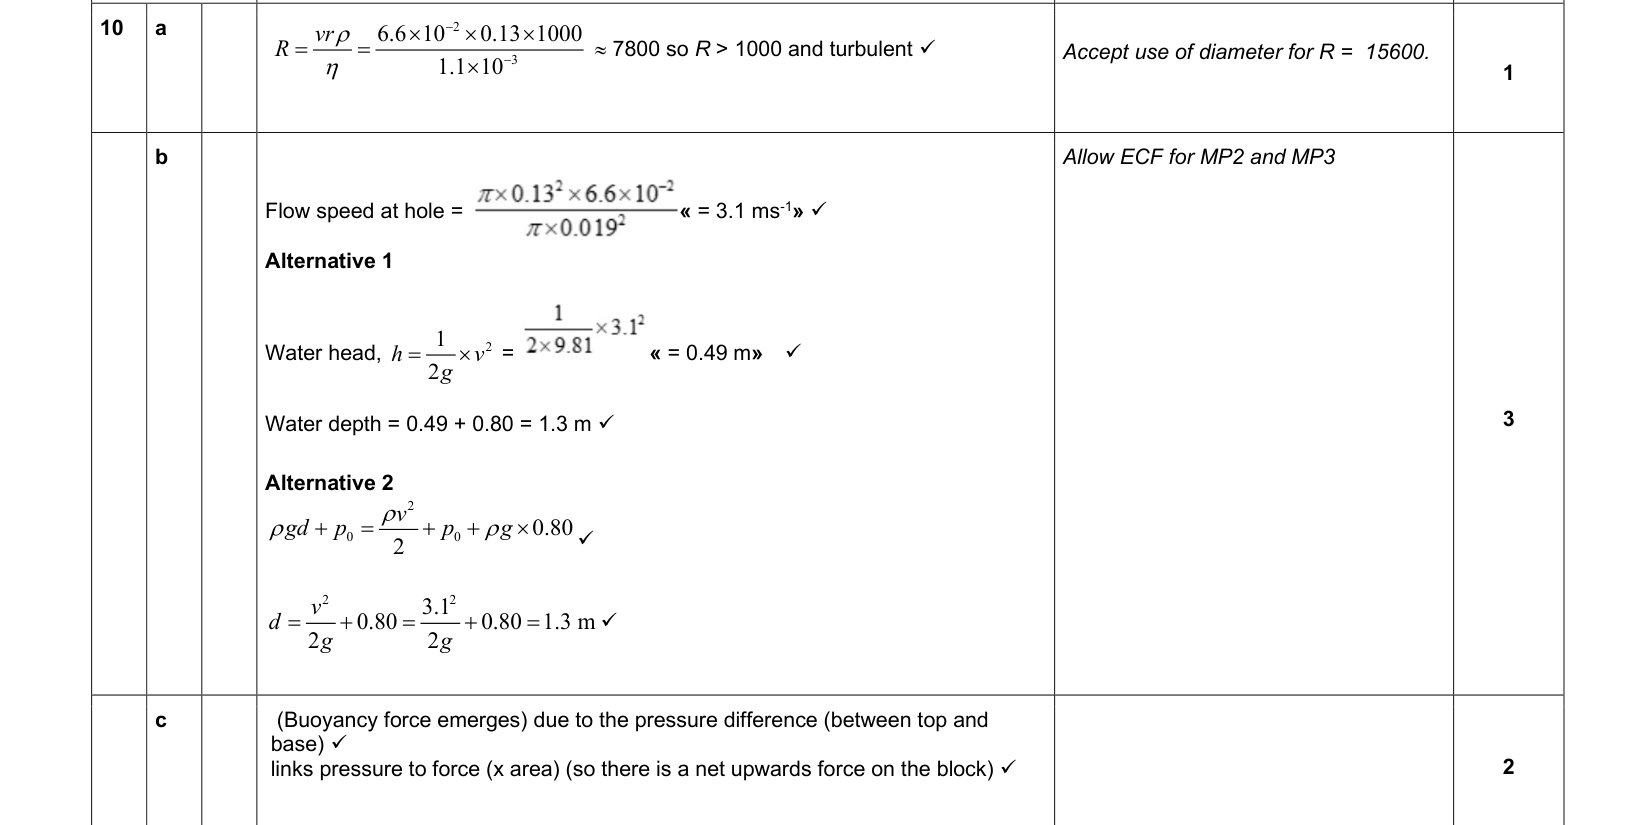 10 a R = vrρ/η = 6.6×10⁻² ×0.13×1000/1.1×10⁻³ ≈ 7800 so R > 1000 and turbulent ✓ Accept use of diameter for R = 15600. 1
b Allow ECF for MP2 and MP3
Flow speed at hole = π×0.13²×6.6×10⁻²/π×0.019² « = 3.1 ms⁻¹» ✓
Alternative 1
Water head, h = 1/2g × v² = 1/2×9.81 ×3.1² « = 0.49 m» ✓
3
Water depth = 0.49 + 0.80 = 1.3 m ✓
Alternative 2
ρgd + p₀ = ρv²/2 + p₀ + ρg × 0.80 ✓
d = v²/2g + 0.80 = 3.1²/2g + 0.80 = 1.3 m ✓
c (Buoyancy force emerges) due to the pressure difference (between top and
base) ✓
links pressure to force (x area) (so there is a net upwards force on the block) ✓ 2